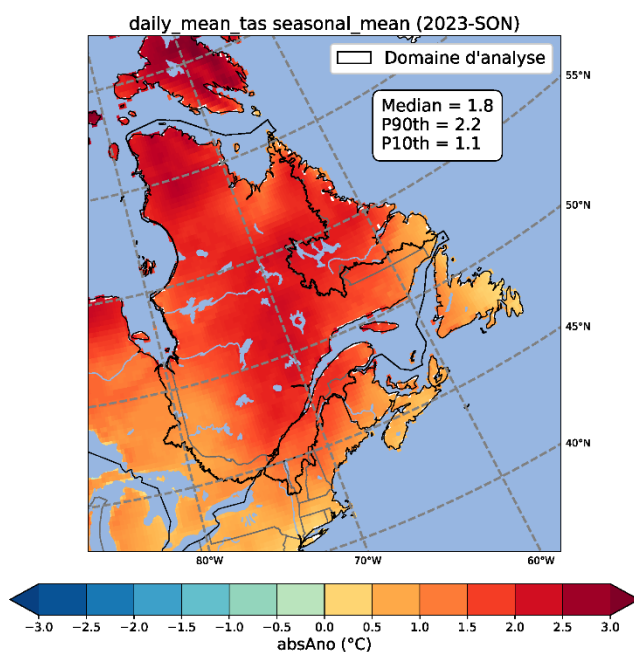 daily_mean_tas seasonal_mean (2023-SON)
Domaine d'analyse
55°N
Median = 1.8
P90th = 2.2
P10th = 1.1
50°N
45°N
40°N
80°W
70°W
60°W
−3.0
−2.5
−2.0
−1.5
−1.0
−0.5
0.0
0.5
1.0
1.5
2.0
2.5
3.0
absAno (°C)